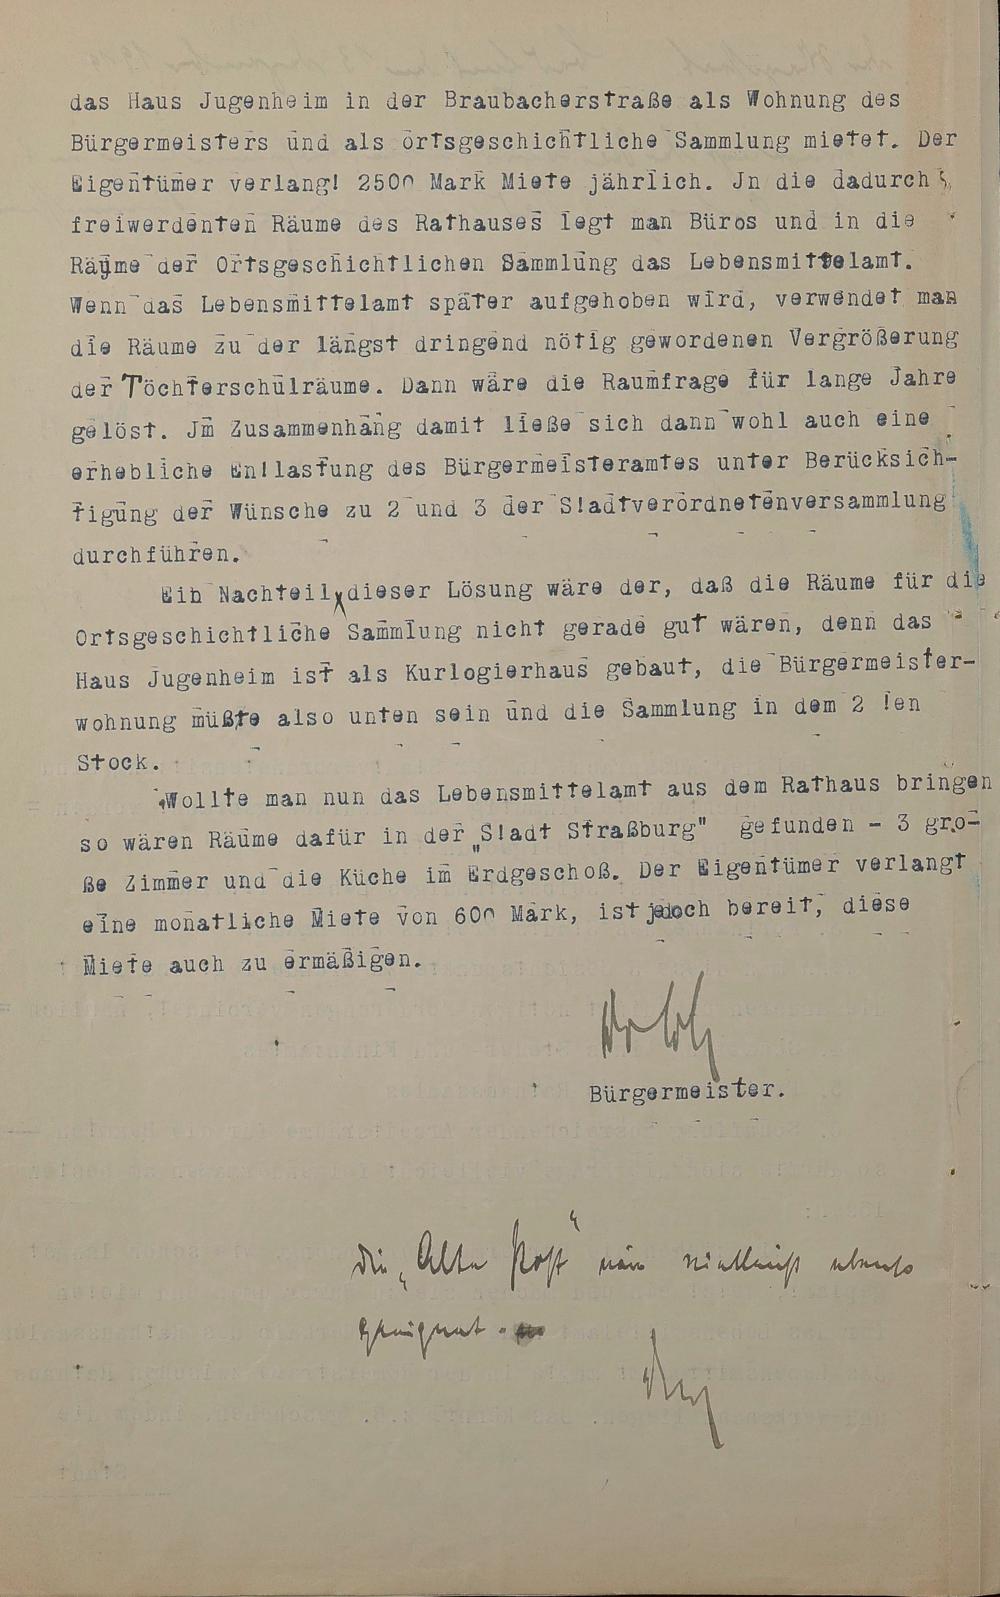 das Haus Jugenheim in der Braubacherstraße als Wohnung des
Bürgermeisters und als ortsgeschichtliche Sammlung mietet. Der
Eigentümer verlangt 2500 Mark Miete jährlich. Jn die dadurch
freiwerdenten Räume des Rathauses legt man Büros und in die
Räume der Ortsgeschichtlichen Sammlung das Lebensmittelamt.
Wenn das Lebensmittelamt später aufgehoben wird, verwendet man
die Räume zu der längst dringend nötig gewordenen Vergrößerung
der Töchterschulräume. Dann wäre die Raumfrage für lange Jahre
gelöst. Jm Zusammenhang damit ließe sich dann wohl auch eine
erhebliche Entlastung des Bürgermeisteramtes unter Berücksich-
tigung der Wünsche zu 2 und 3 der Stadtverordnetenversammlung
durchführen.
Ein Nachteil dieser Lösung wäre der, daß die Räume für die
Ortsgeschichtliche Sammlung nicht gerade gut wären, denn das
Haus Jugenheim ist als Kurlogierhaus gebaut, die Bürgermeister-
wohnung müßte also unten sein und die Sammlung in dem 2 ten
Stock.
Wollte man nun das Lebensmittelamt aus dem Rathaus bringen
so wären Räume dafür in der „Stadt Straßburg" gefunden - 3 gro-
ße Zimmer und die Küche im Erdgeschoß. Der Eigentümer verlangt
eine monatliche Miete von 600 Mark, ist jedoch bereit, diese
Miete auch zu ermäßigen.
Bürgermeister.
Die „Alte Post" wäre vielleicht ebenso
geeignet.